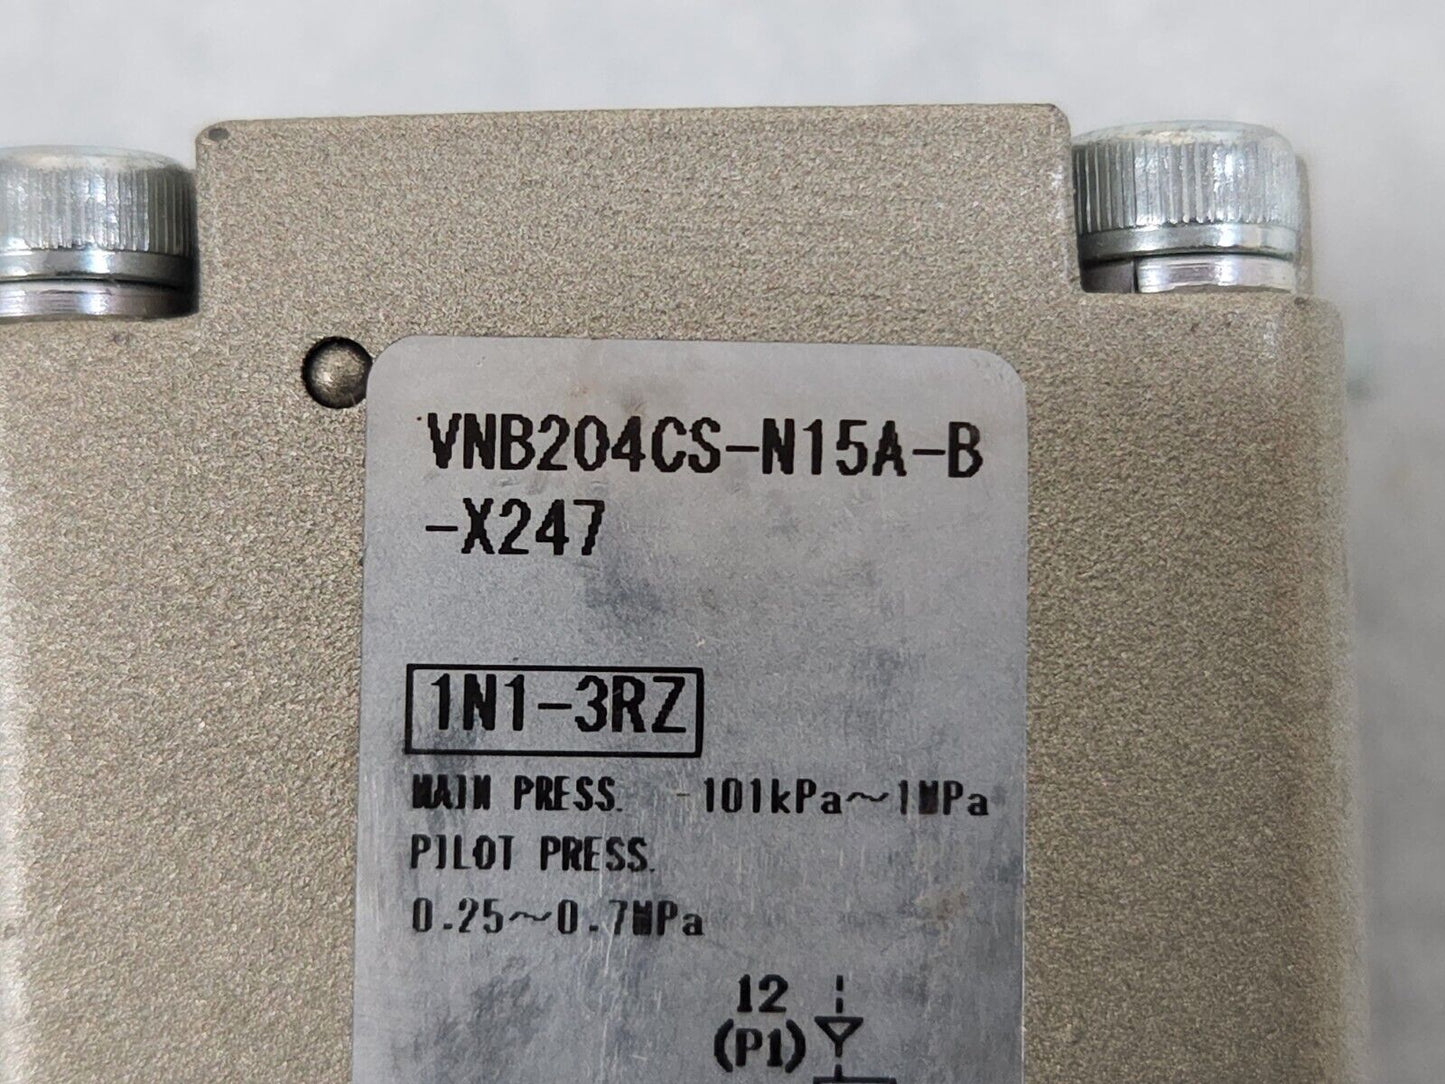 VNB204CS-N15A-B
-X247
1N1-3RZ
MAIN PRESS. -101kPa~1MPa
PILOT PRESS.
0.25~0.7MPa
12
(P1)